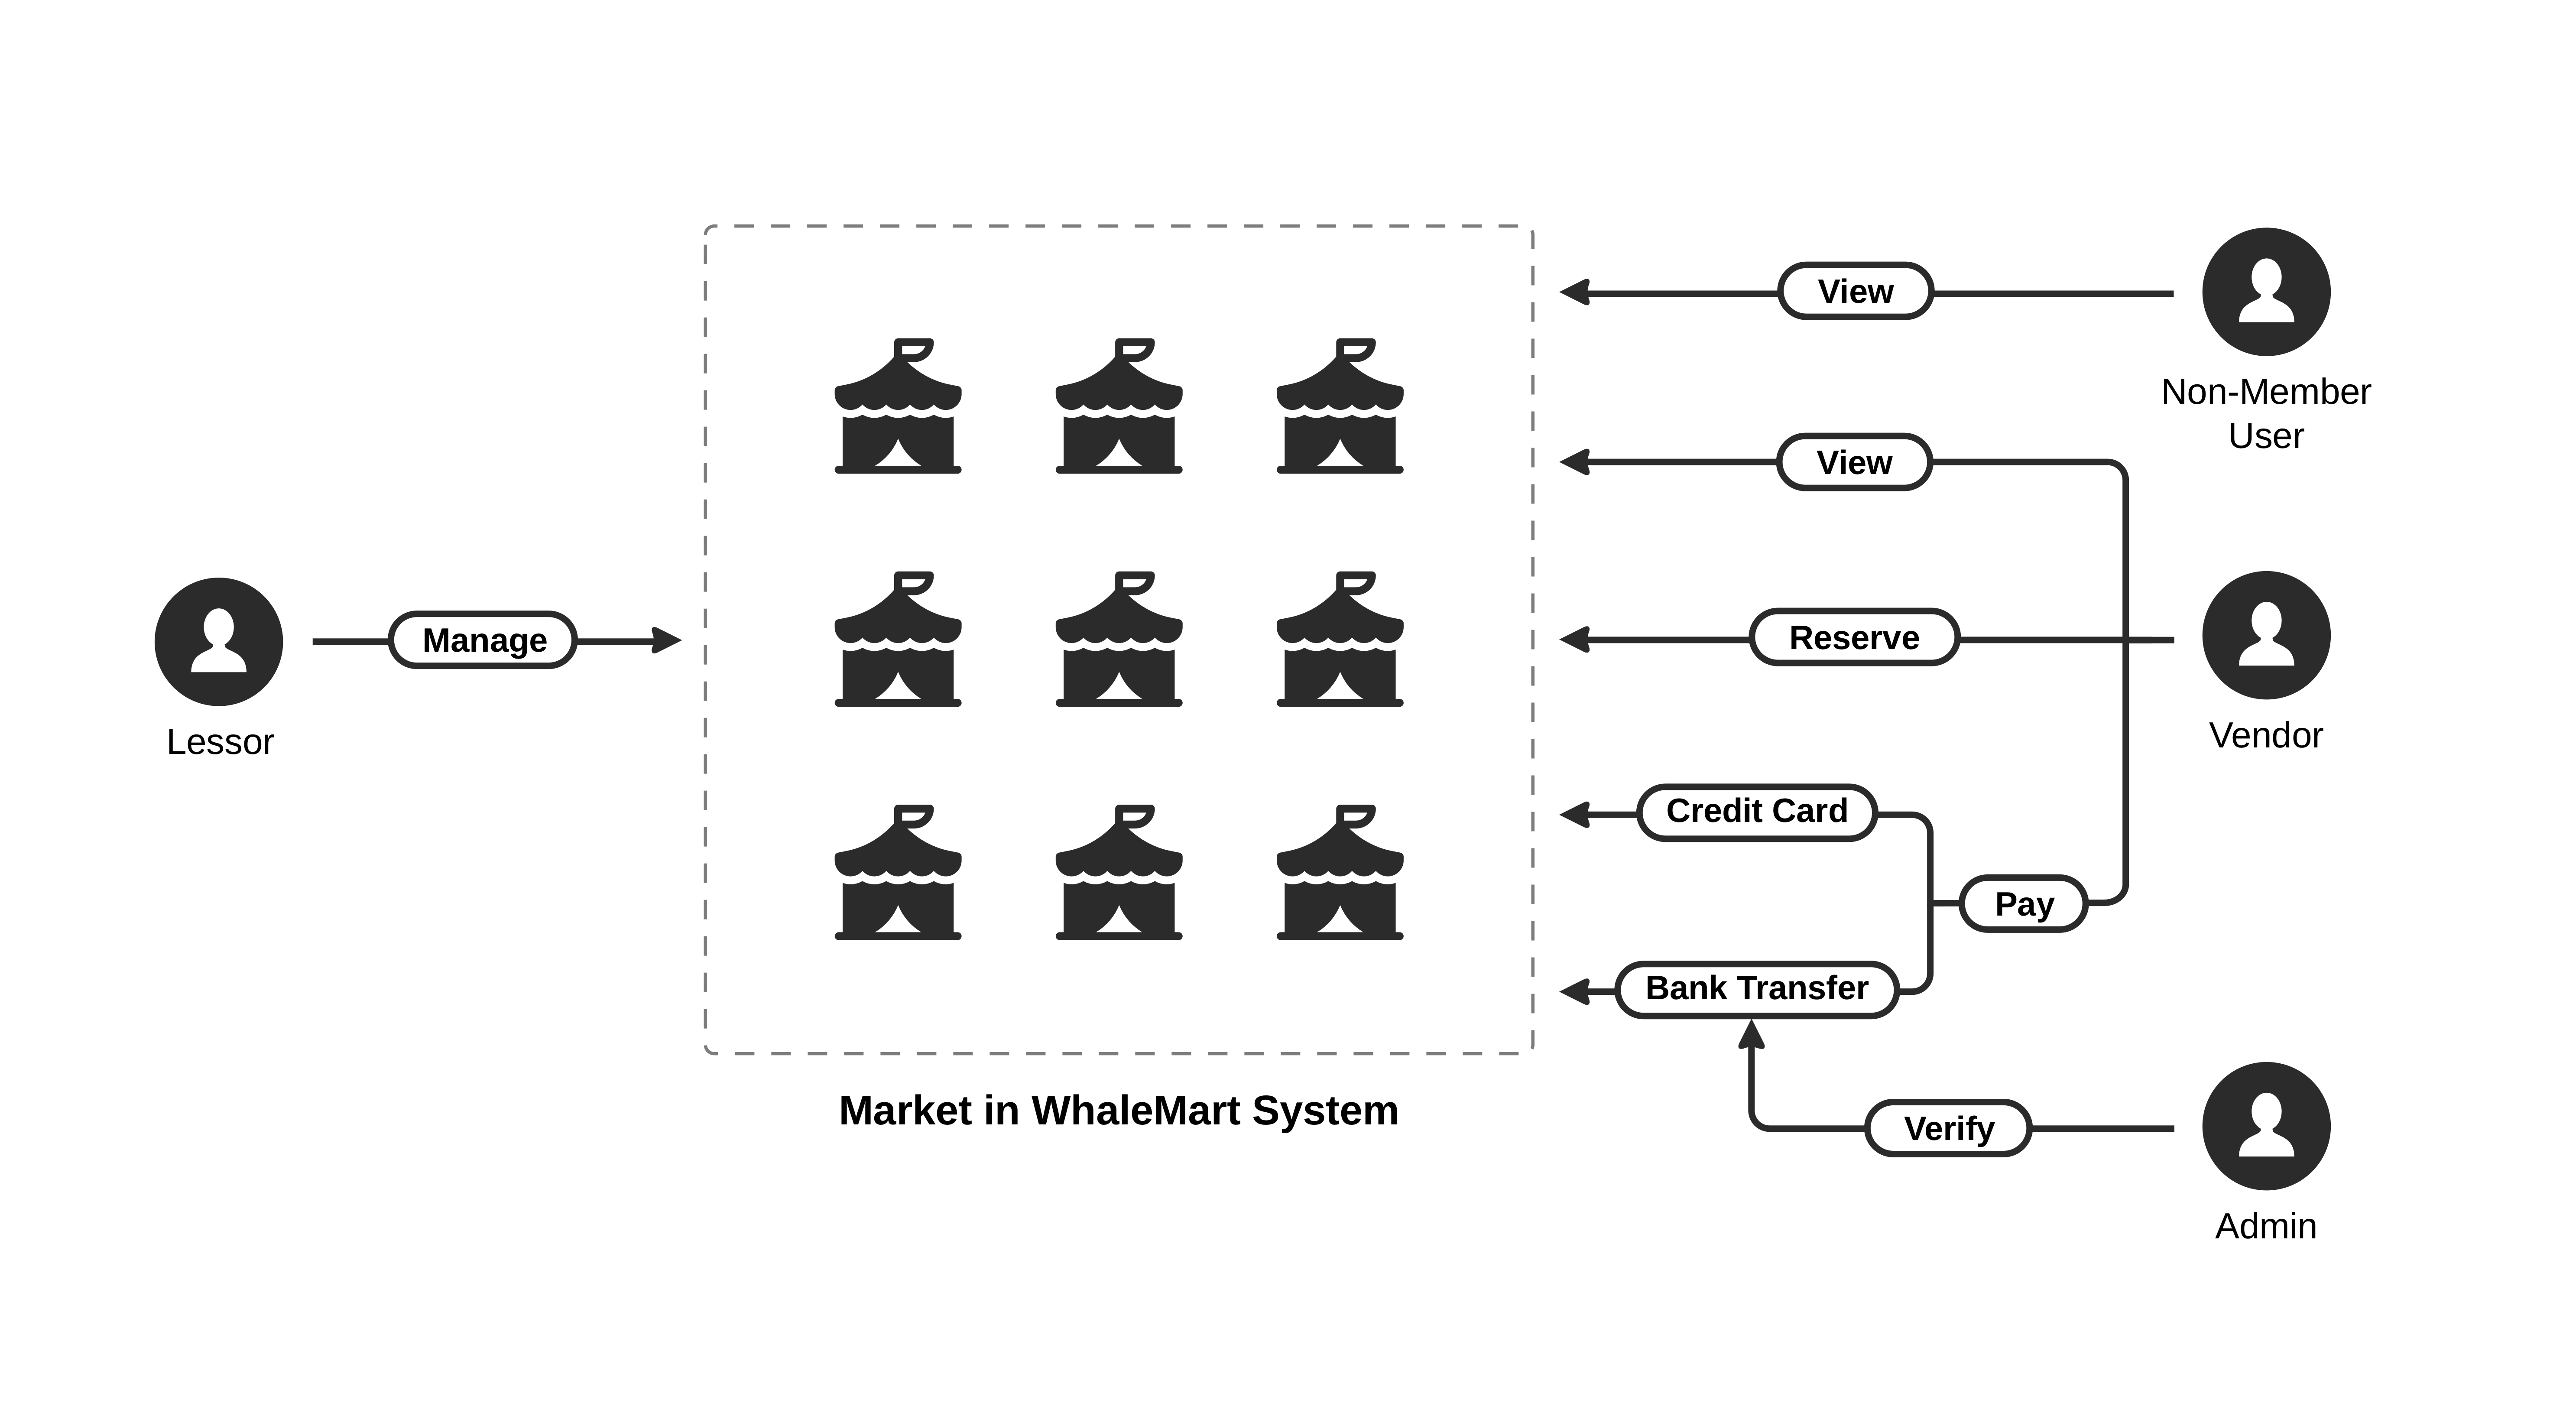 View
Non-Member
User
View
Manage
Reserve
Lessor
Vendor
Credit Card
Pay
Bank Transfer
Market in WhaleMart System
Verify
Admin